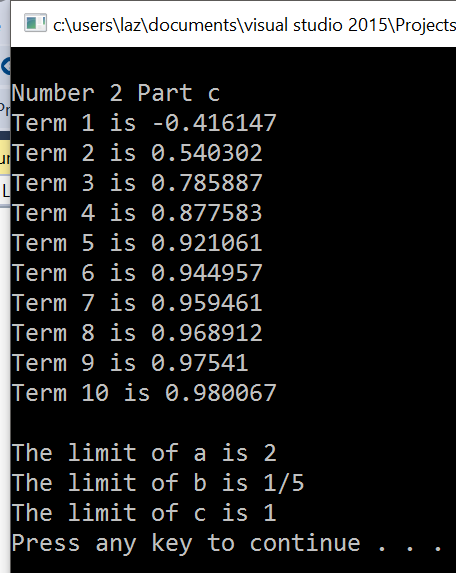 c:\users\laz\documents\visual studio 2015\Projects
Number 2 Part c
Term 1 is -0.416147
Term 2 is 0.540302
Term 3 is 0.785887
Term 4 is 0.877583
Term 5 is 0.921061
Term 6 is 0.944957
Term 7 is 0.959461
Term 8 is 0.968912
Term 9 is 0.97541
Term 10 is 0.980067
The limit of a is 2
The limit of b is 1/5
The limit of c is 1
Press any key to continue . . .